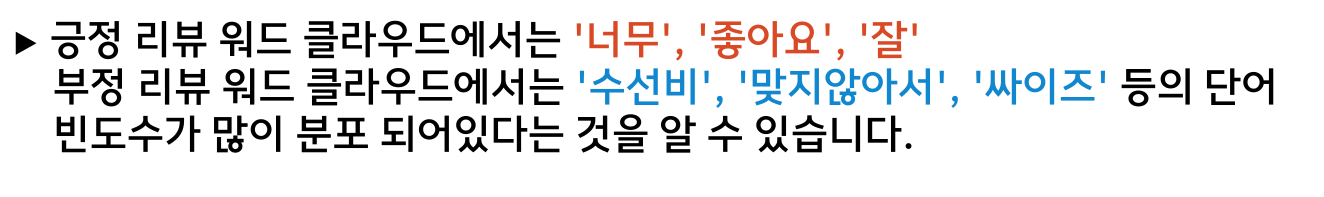 ▶ 긍정 리뷰 워드 클라우드에서는 '너무', '좋아요', '잘'
부정 리뷰 워드 클라우드에서는 '수선비', '맞지않아서', '싸이즈' 등의 단어
빈도수가 많이 분포 되어있다는 것을 알 수 있습니다.